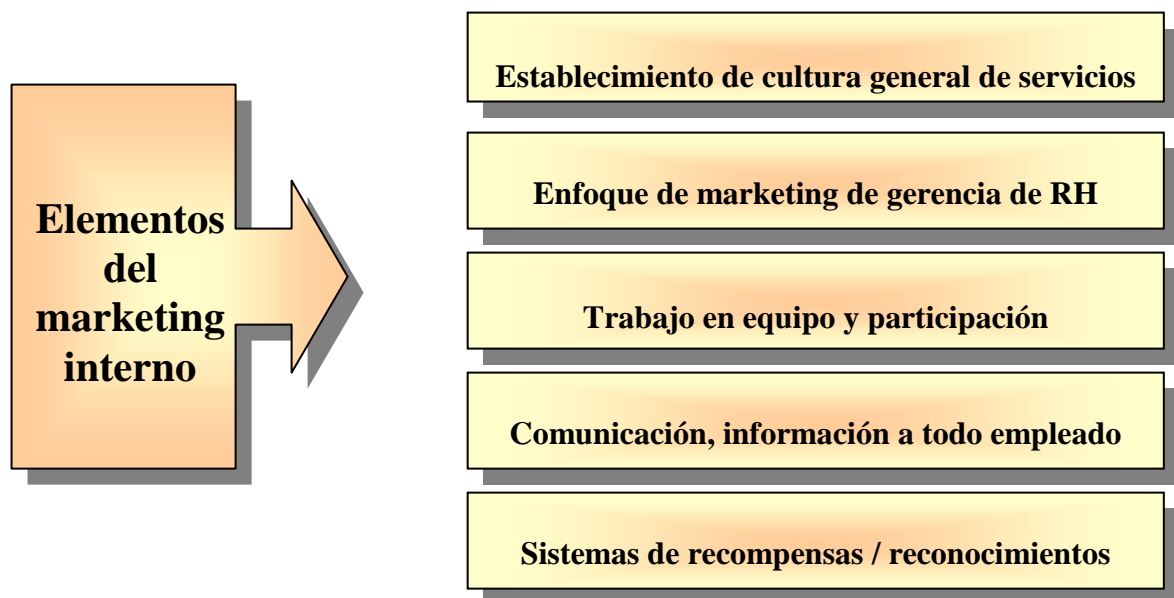 Elementos
del
marketing
interno
Establecimiento de cultura general de servicios
Enfoque de marketing de gerencia de RH
Trabajo en equipo y participación
Comunicación, información a todo empleado
Sistemas de recompensas / reconocimientos